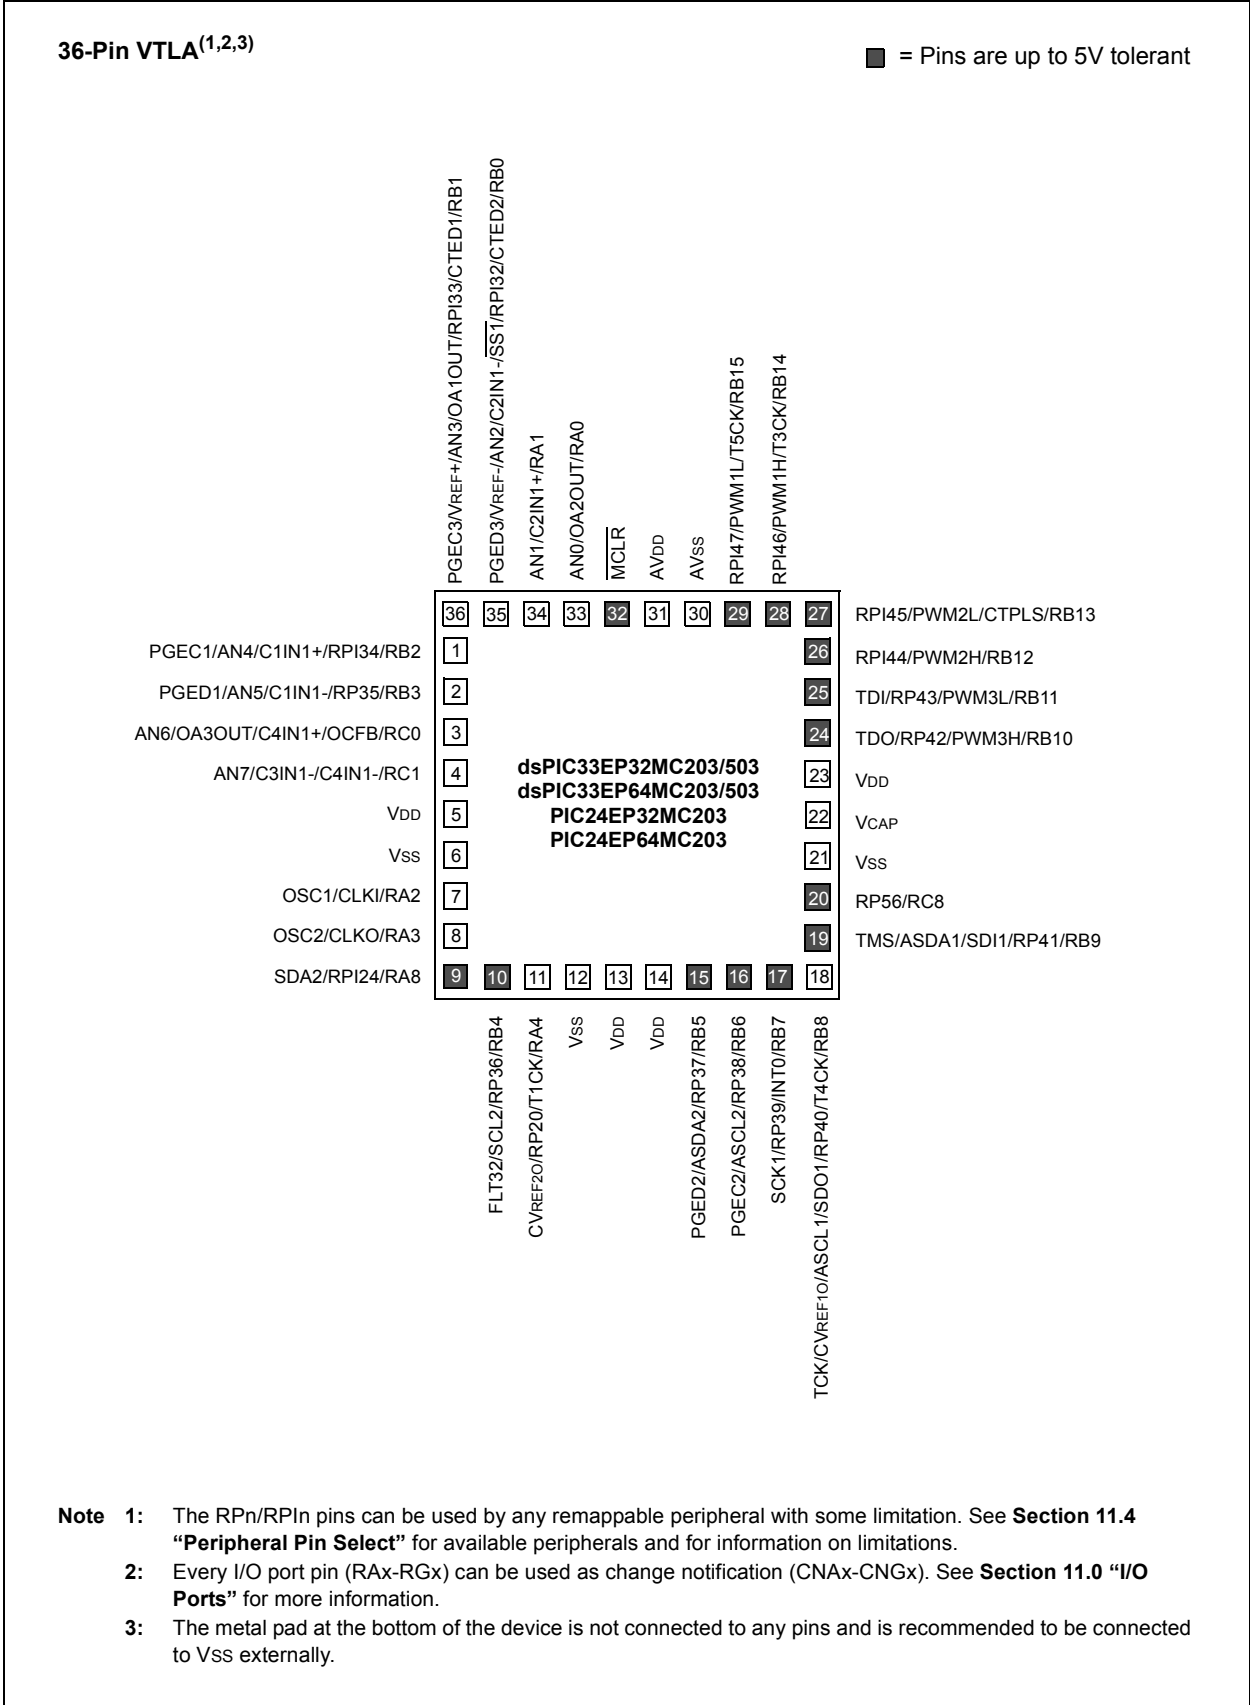 36-Pin VTLA(1,2,3)
= Pins are up to 5V tolerant
PGEC3/VREF+/AN3/OA1OUT/RPI33/CTED1/RB1
PGED3/VREF-/AN2/C2IN1-/SS1/RPI32/CTED2/RB0
AN1/C2IN1+/RA1
AN0/OA2OUT/RA0
MCLR
AVDD
AVSS
RPI47/PWM1L/T5CK/RB15
RPI46/PWM1H/T3CK/RB14
36 35 34 33 32 31 30 29 28 27 RPI45/PWM2L/CTPLS/RB13
PGEC1/AN4/C1IN1+/RPI34/RB2 1 26 RPI44/PWM2H/RB12
PGED1/AN5/C1IN1-/RP35/RB3 2 25 TDI/RP43/PWM3L/RB11
AN6/OA3OUT/C4IN1+/OCFB/RC0 3 24 TDO/RP42/PWM3H/RB10
AN7/C3IN1-/C4IN1-/RC1 4 23 VDD
dsPIC33EP32MC203/503
dsPIC33EP64MC203/503
PIC24EP32MC203
PIC24EP64MC203
VDD 5 22 VCAP
VSS 6 21 VSS
OSC1/CLKI/RA2 7 20 RP56/RC8
OSC2/CLKO/RA3 8 19 TMS/ASDA1/SDI1/RP41/RB9
SDA2/RPI24/RA8 9 10 11 12 13 14 15 16 17 18
FLT32/SCL2/RP36/RB4
CVREF2O/RP20/T1CK/RA4
VSS
VDD
VDD
PGED2/ASDA2/RP37/RB5
PGEC2/ASCL2/RP38/RB6
SCK1/RP39/INT0/RB7
TCK/CVREF1O/ASCL1/SDO1/RP40/T4CK/RB8
Note 1: The RPn/RPIn pins can be used by any remappable peripheral with some limitation. See Section 11.4
“Peripheral Pin Select” for available peripherals and for information on limitations.
2: Every I/O port pin (RAx-RGx) can be used as change notification (CNAx-CNGx). See Section 11.0 “I/O
Ports” for more information.
3: The metal pad at the bottom of the device is not connected to any pins and is recommended to be connected
to VSS externally.